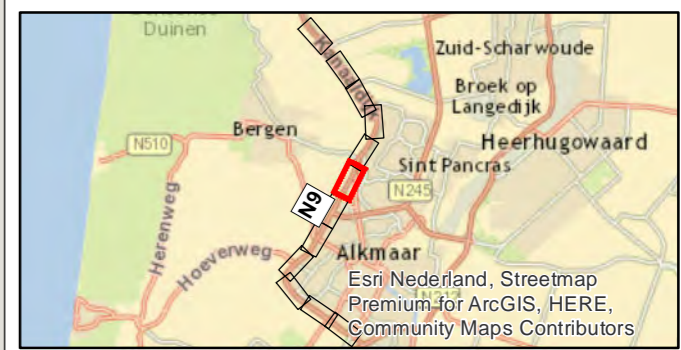 Duinen
Kanaaldijk
Zuid-Scharwoude
Broek op
Langedijk
Bergen
Heerhugowaard
N510
Sint Pancras
N245
N9
Herenweg
Hoeverweg
Alkmaar
Esri Nederland, Streetmap
Premium for ArcGIS, HERE,
Community Maps Contributors